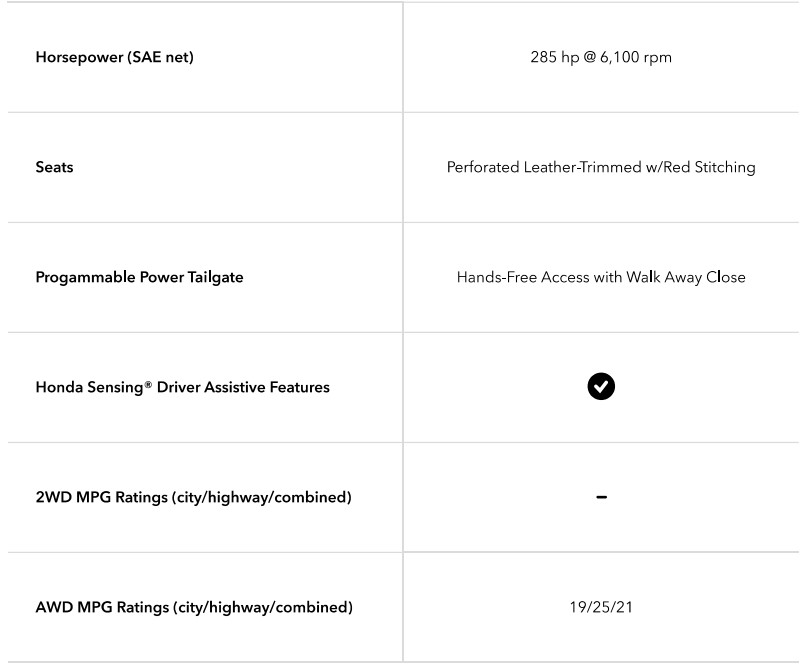 Horsepower (SAE net)
285 hp @ 6,100 rpm
Seats
Perforated Leather-Trimmed w/Red Stitching
Progammable Power Tailgate
Hands-Free Access with Walk Away Close
Honda Sensing® Driver Assistive Features
2WD MPG Ratings (city/highway/combined)
–
AWD MPG Ratings (city/highway/combined)
19/25/21